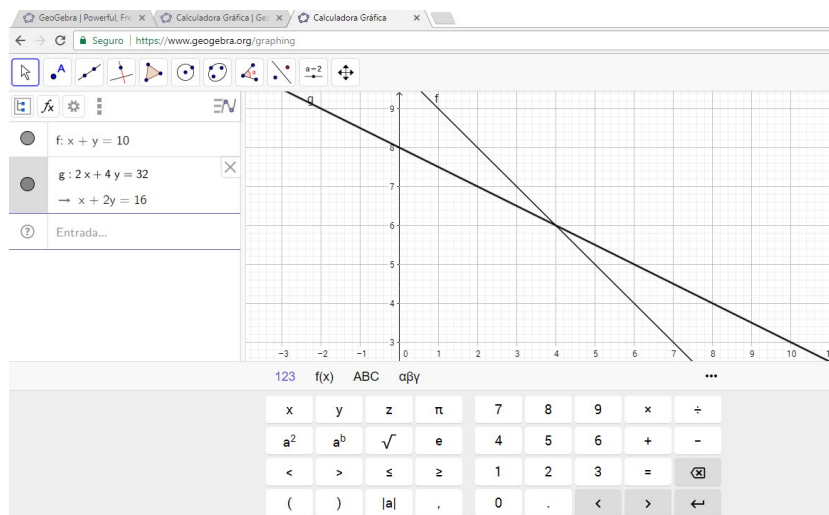 GeoGebra | Powerful, Fre
Calculadora Gráfica | Ge
Calculadora Gráfica
Seguro | https://www.geogebra.org/graphing
a=2
fx
f: x + y = 10
g : 2 x + 4 y = 32
→ x + 2y = 16
Entrada...
g
f
9
8
7
6
5
4
3
−3 −2 −1 0 1 2 3 4 5 6 7 8 9 10
123 f(x) ABC αβγ
x y z π 7 8 9 × ÷
a² aᵇ √ e 4 5 6 + −
< > ≤ ≥ 1 2 3 =
( ) |a| , 0 . < >